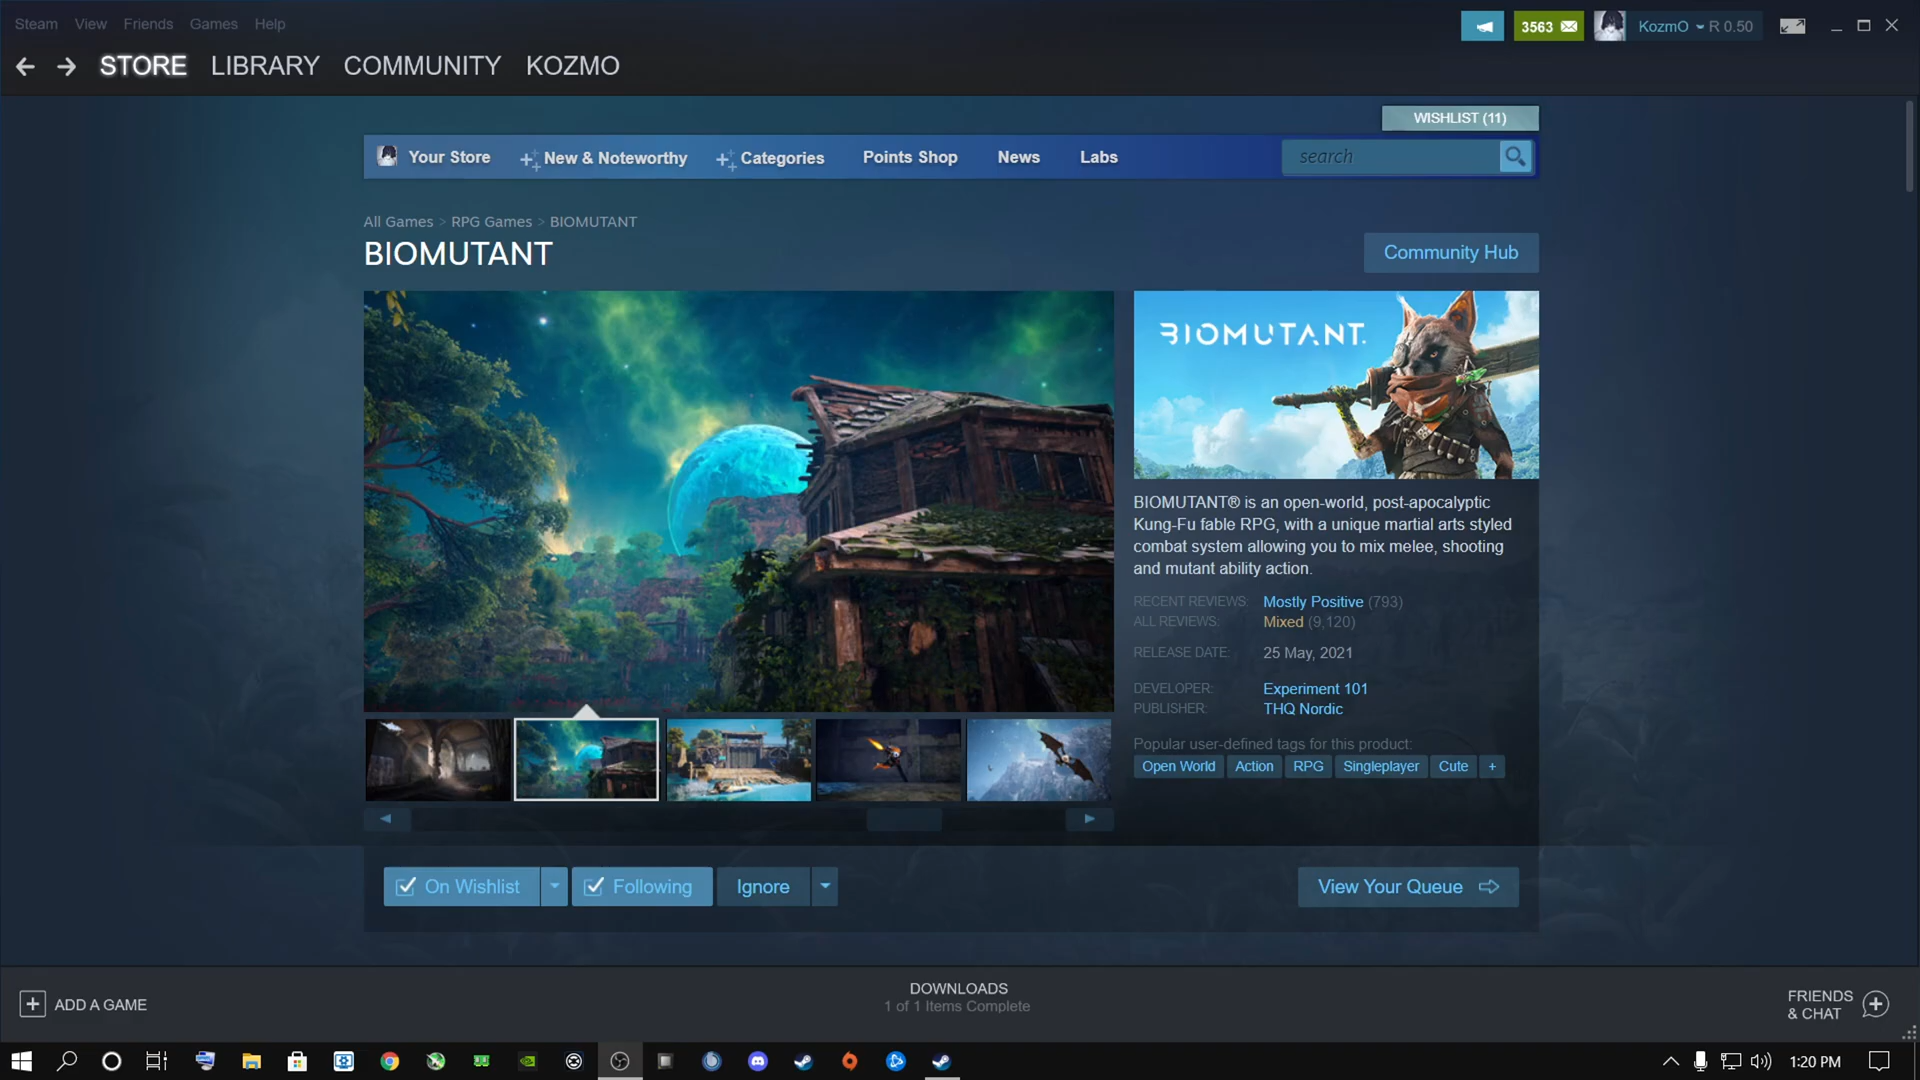 Steam View Friends Games Help
3563 KozmO R 0.50
STORE LIBRARY COMMUNITY KOZMO
WISHLIST (11)
Your Store New & Noteworthy Categories Points Shop News Labs search
All Games > RPG Games > BIOMUTANT
BIOMUTANT
Community Hub
BIOMUTANT.
BIOMUTANT® is an open-world, post-apocalyptic
Kung-Fu fable RPG, with a unique martial arts styled
combat system allowing you to mix melee, shooting
and mutant ability action.
RECENT REVIEWS: Mostly Positive (793)
ALL REVIEWS: Mixed (9,120)
RELEASE DATE: 25 May, 2021
DEVELOPER: Experiment 101
PUBLISHER: THQ Nordic
Popular user-defined tags for this product:
Open World Action RPG Singleplayer Cute +
On Wishlist Following Ignore View Your Queue
ADD A GAME
DOWNLOADS
1 of 1 Items Complete
FRIENDS
& CHAT
1:20 PM